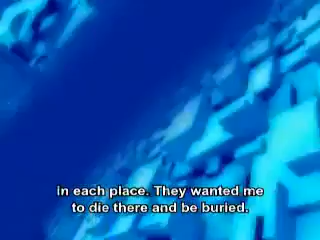 in each place. They wanted me
to die there and be buried.